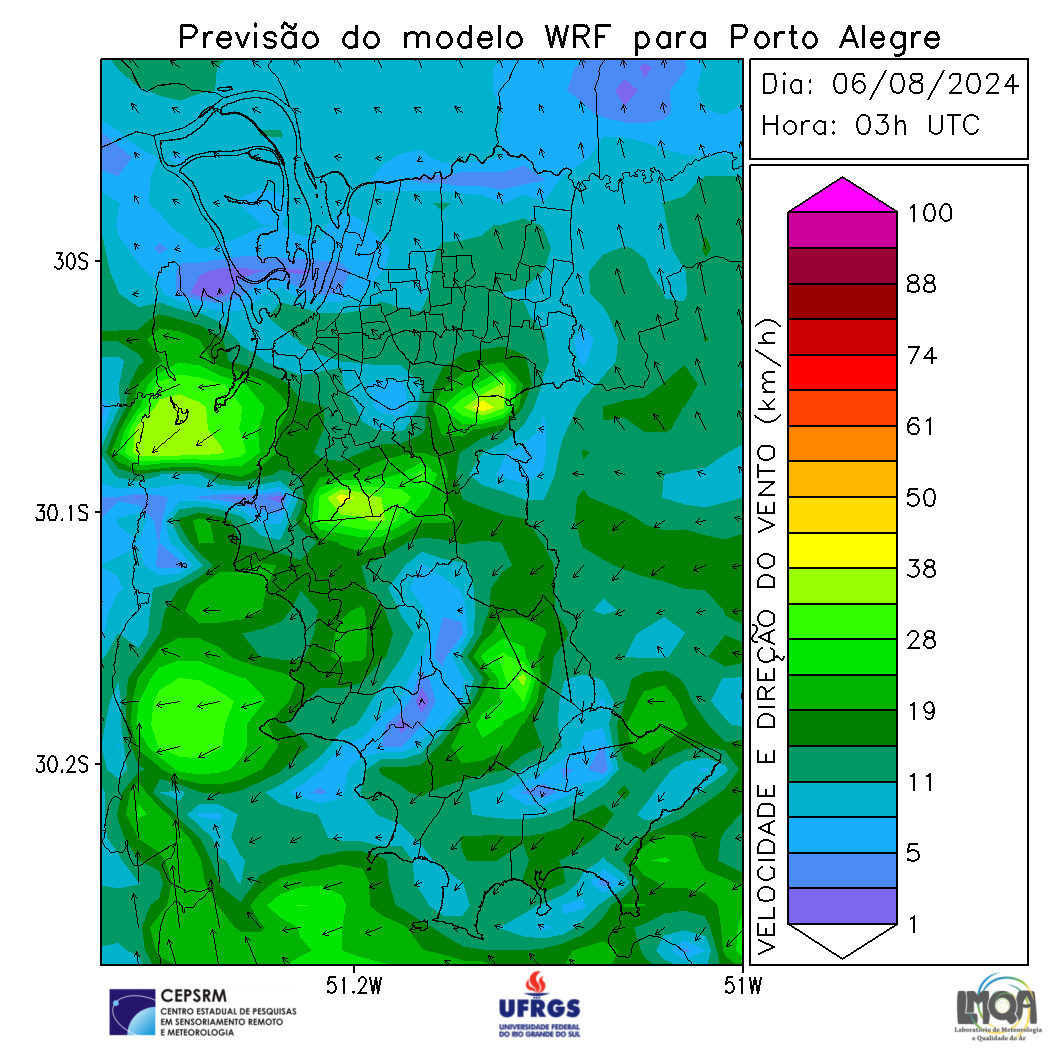 Previsão do modelo WRF para Porto Alegre
Dia: 06/08/2024
Hora: 03h UTC
30S
30.1S
30.2S
51.2W
51W
VELOCIDADE E DIREÇÃO DO VENTO (km/h)
100
88
74
61
50
38
28
19
11
5
1
CEPSRM
CENTRO ESTADUAL DE PESQUISAS
EM SENSORIAMENTO REMOTO
E METEOROLOGIA
UFRGS
UNIVERSIDADE FEDERAL
DO RIO GRANDE DO SUL
LMQA
Laboratório de Meteorologia
e Qualidade do Ar